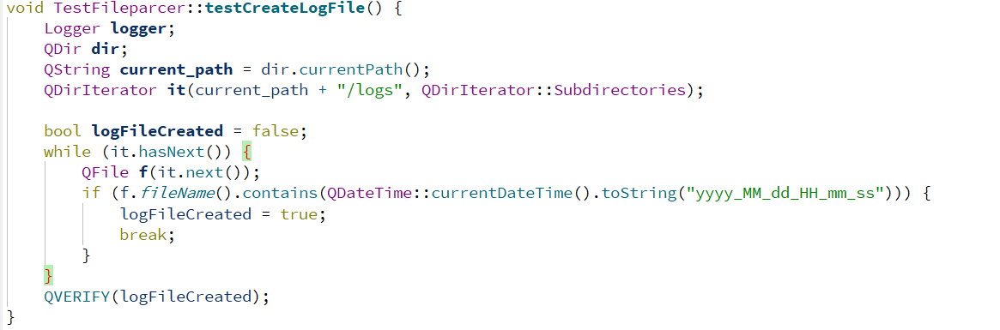 void TestFileparcer::testCreateLogFile() {
    Logger logger;
    QDir dir;
    QString current_path = dir.currentPath();
    QDirIterator it(current_path + "/logs", QDirIterator::Subdirectories);

    bool logFileCreated = false;
    while (it.hasNext()) {
        QFile f(it.next());
        if (f.fileName().contains(QDateTime::currentDateTime().toString("yyyy_MM_dd_HH_mm_ss"))) {
            logFileCreated = true;
            break;
        }
    }
    QVERIFY(logFileCreated);
}